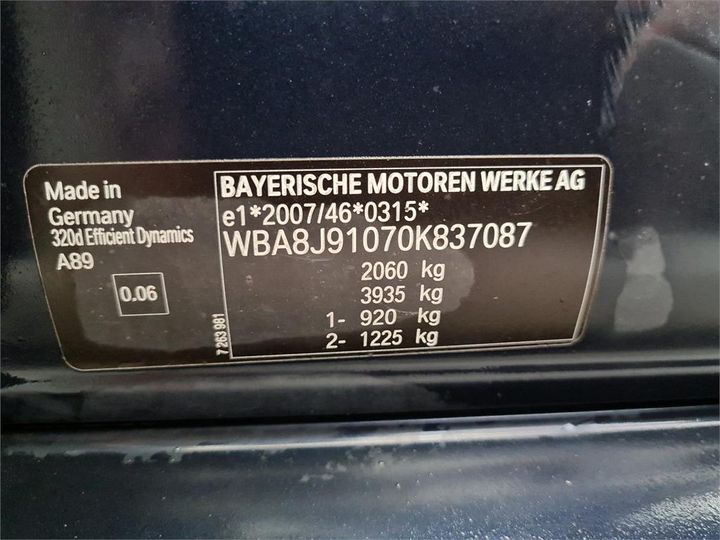 Made in
Germany
320d Efficient Dynamics
A89
0.06
7 263 981
BAYERISCHE MOTOREN WERKE AG
e1*2007/46*0315*
WBA8J91070K837087
2060 kg
3935 kg
1- 920 kg
2- 1225 kg